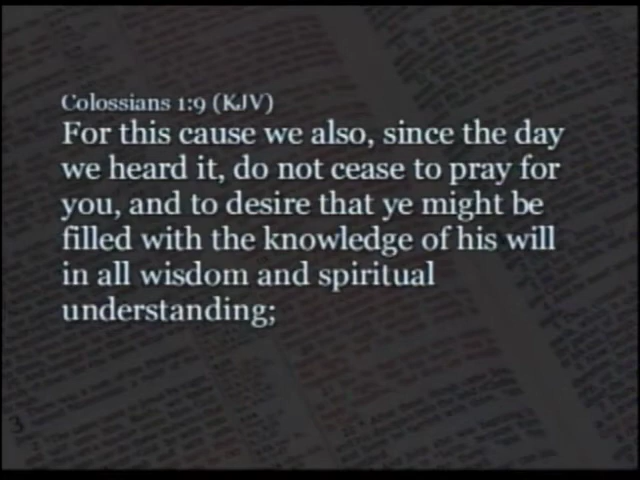 Colossians 1:9 (KJV)
For this cause we also, since the day
we heard it, do not cease to pray for
you, and to desire that ye might be
filled with the knowledge of his will
in all wisdom and spiritual
understanding;